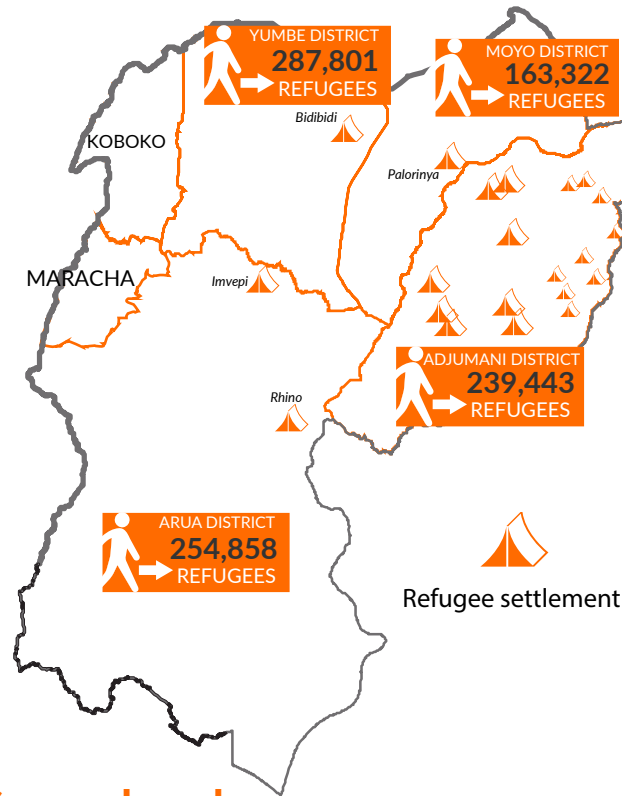 YUMBE DISTRICT
287,801
REFUGEES
MOYO DISTRICT
163,322
REFUGEES
Bidibidi
KOBOKO
Palorinya
MARACHA
Imvepi
ADJUMANI DISTRICT
239,443
REFUGEES
Rhino
ARUA DISTRICT
254,858
REFUGEES
Refugee settlement